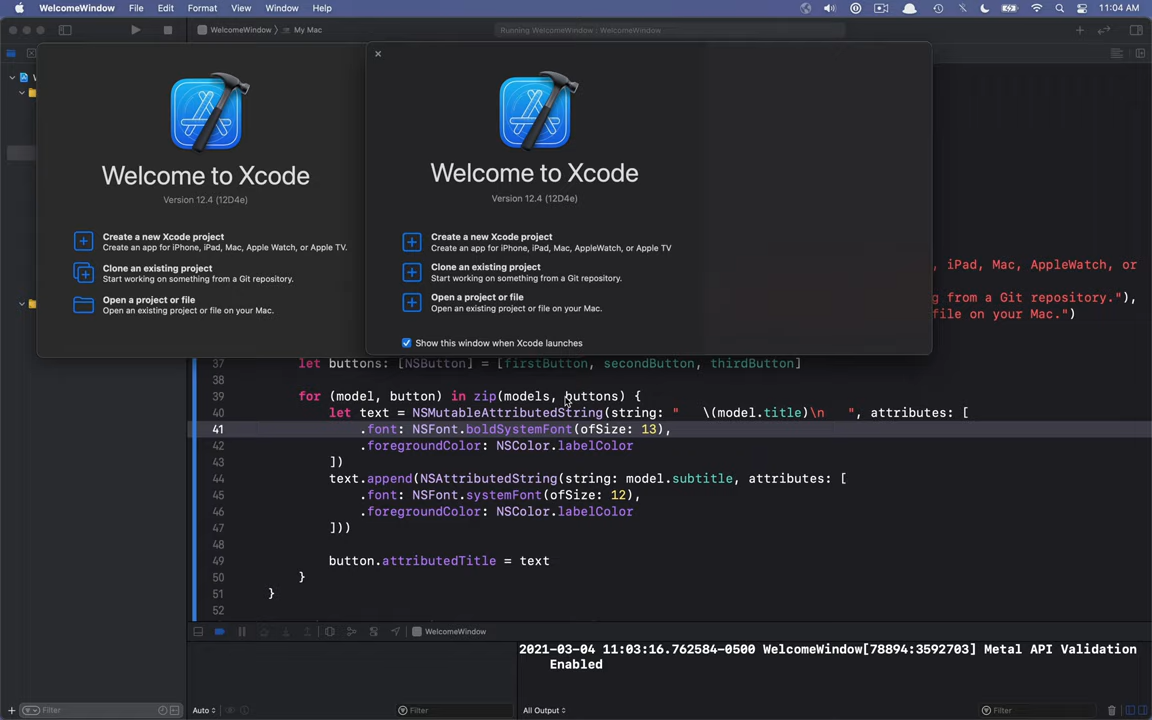 WelcomeWindow File Edit Format View Window Help 11:04 AM
WelcomeWindow My Mac Running WelcomeWindow : WelcomeWindow
W
Welcome to Xcode
Version 12.4 (12D4e)
Create a new Xcode project
Create an app for iPhone, iPad, Mac, Apple Watch, or Apple TV.
Clone an existing project
Start working on something from a Git repository.
Open a project or file
Open an existing project or file on your Mac.
Welcome to Xcode
Version 12.4 (12D4e)
Create a new Xcode project
Create an app for iPhone, iPad, Mac, AppleWatch, or Apple TV
Clone an existing project
Start working on something from a Git repository.
Open a project or file
Open an existing project or file on your Mac.
Show this window when Xcode launches
, iPad, Mac, AppleWatch, or
g from a Git repository."),
file on your Mac.")
37 let buttons: [NSButton] = [firstButton, secondButton, thirdButton]
38
39 for (model, button) in zip(models, buttons) {
40 let text = NSMutableAttributedString(string: "   \(model.title)\n   ", attributes: [
41 .font: NSFont.boldSystemFont(ofSize: 13),
42 .foregroundColor: NSColor.labelColor
43 ])
44 text.append(NSAttributedString(string: model.subtitle, attributes: [
45 .font: NSFont.systemFont(ofSize: 12),
46 .foregroundColor: NSColor.labelColor
47 ]))
48
49 button.attributedTitle = text
50 }
51 }
52
WelcomeWindow
2021-03-04 11:03:16.762584-0500 WelcomeWindow[78894:3592703] Metal API Validation
Enabled
Filter Auto Filter All Output Filter